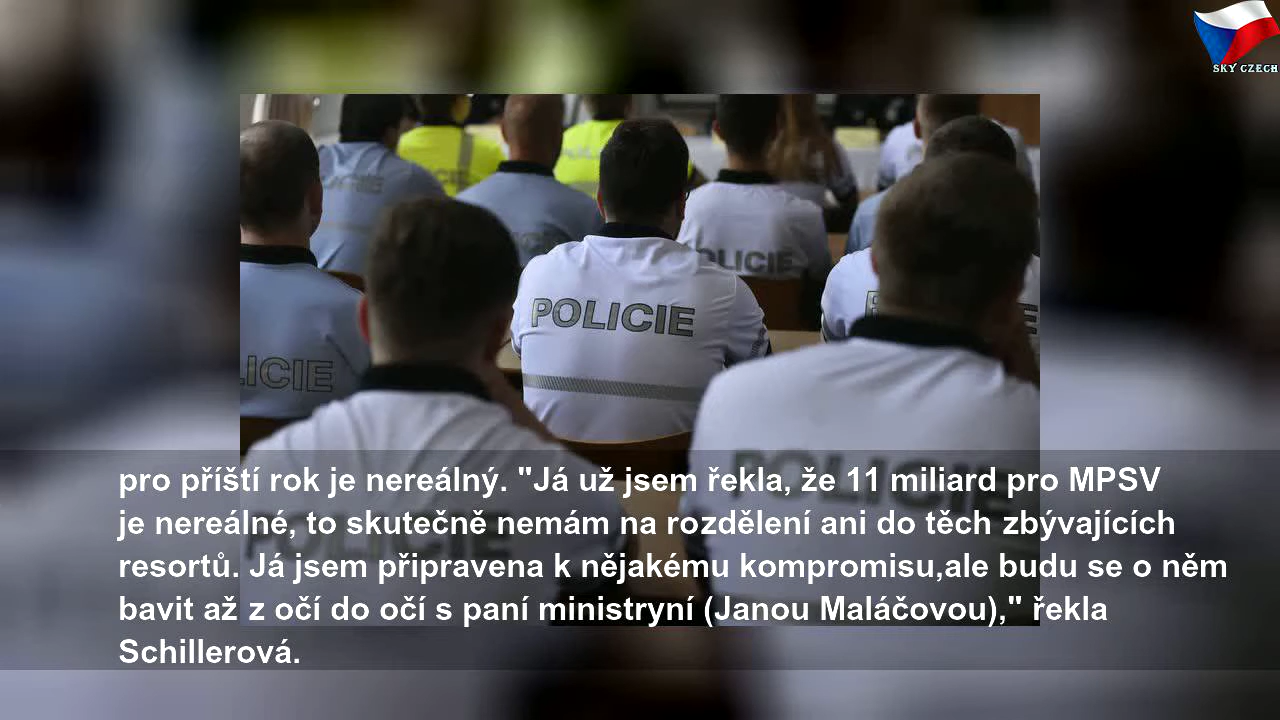 SKY CZECH
POLICIE
POLICIE
POLICIE
LICIE
pro příští rok je nereálný. "Já už jsem řekla, že 11 miliard pro MPSV
je nereálné, to skutečně nemám na rozdělení ani do těch zbývajících
resortů. Já jsem připravena k nějakému kompromisu,ale budu se o něm
bavit až z očí do očí s paní ministryní (Janou Maláčovou)," řekla
Schillerová.